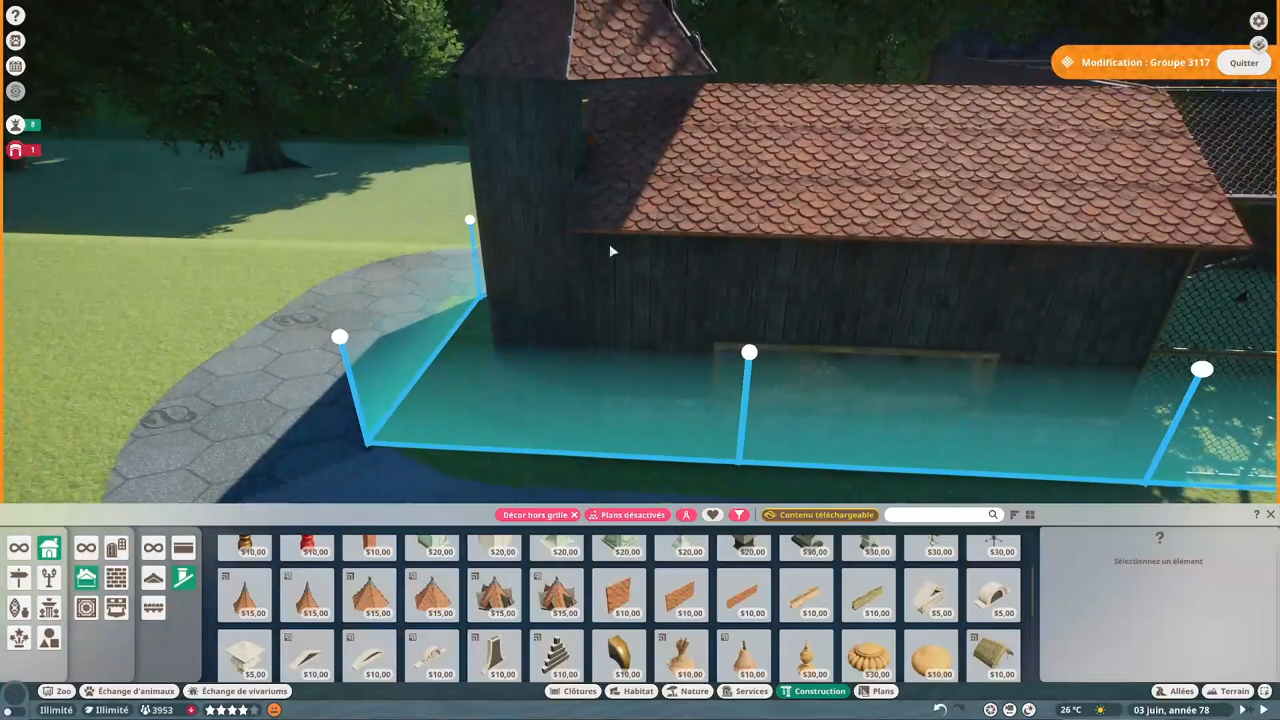 ?
Modification : Groupe 3117
Quitter
8
1
Décor hors grille ✕
Plans désactivés
A
Contenu téléchargeable
? ✕
$10,00 $10,00 $10,00 $20,00 $20,00 $20,00 $20,00 $20,00 $20,00 $30,00 $30,00 $30,00 $30,00
?
Sélectionnez un élément
$15,00 $15,00 $15,00 $15,00 $15,00 $15,00 $10,00 $10,00 $10,00 $10,00 $10,00 $5,00 $5,00
$5,00 $10,00 $10,00 $10,00 $10,00 $10,00 $10,00 $10,00 $10,00 $30,00 $30,00 $10,00 $10,00
Zoo Échange d'animaux Échange de vivariums Clôtures Habitat Nature Services Construction Plans Allées Terrain
Illimité Illimité 3953 26 °C 03 juin, année 78